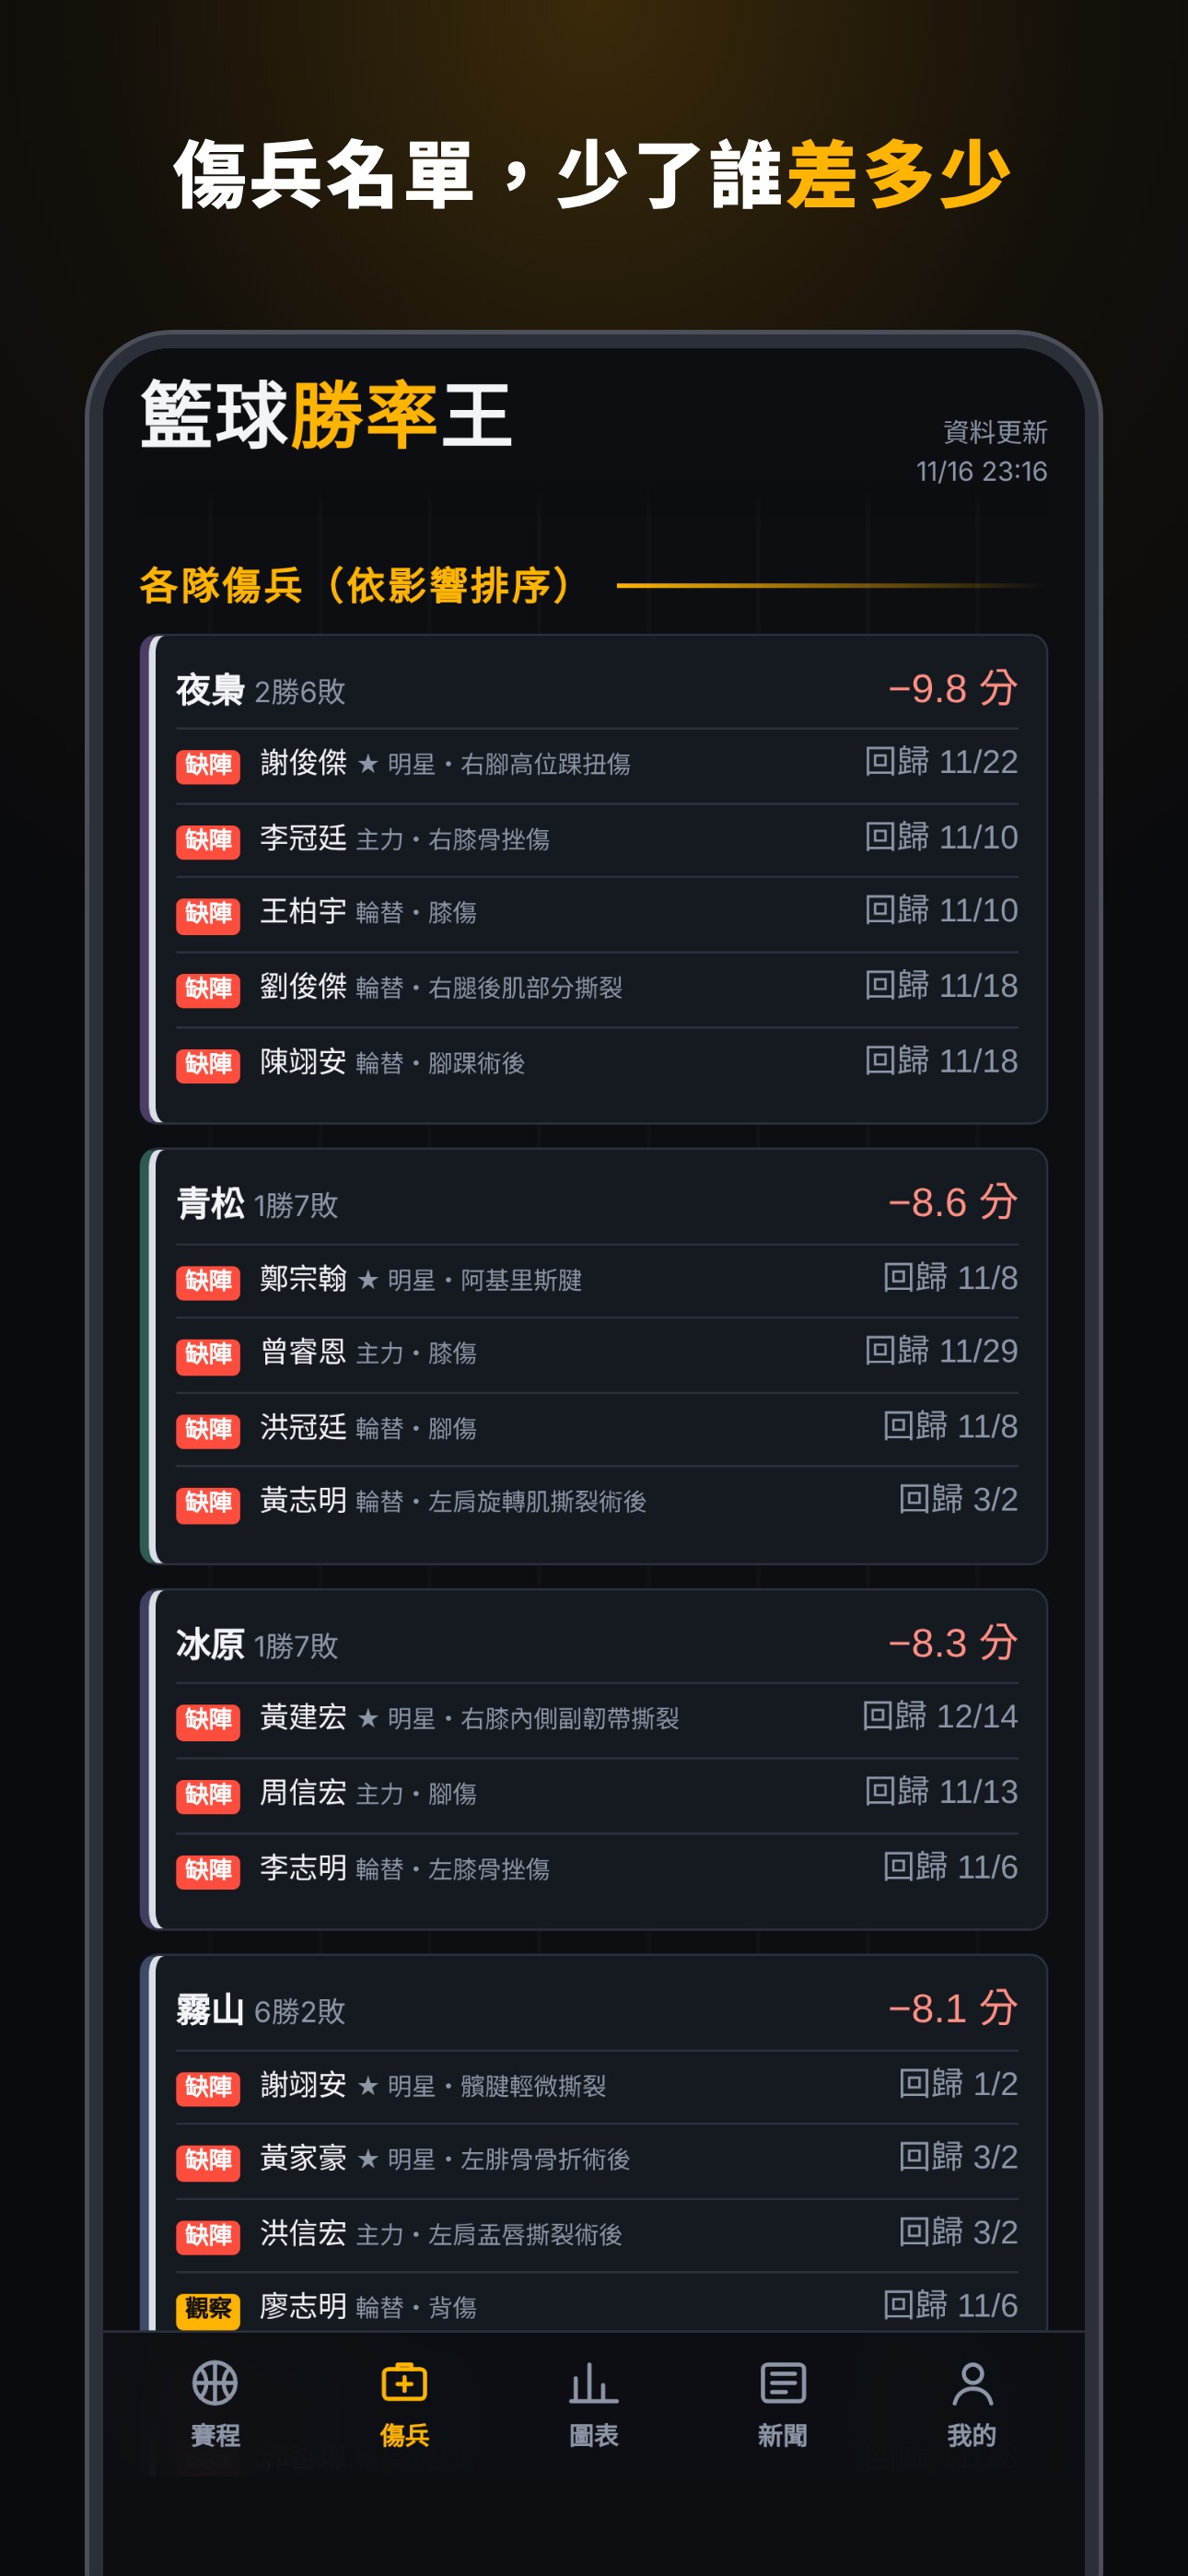 傷兵名單，少了誰差多少
籃球勝率王
資料更新
11/16 23:16
各隊傷兵（依影響排序）
夜梟 2勝6敗 −9.8 分
缺陣 謝俊傑 ★ 明星・右腳高位踝扭傷 回歸 11/22
缺陣 李冠廷 主力・右膝骨挫傷 回歸 11/10
缺陣 王柏宇 輪替・膝傷 回歸 11/10
缺陣 劉俊傑 輪替・右腿後肌部分撕裂 回歸 11/18
缺陣 陳翊安 輪替・腳踝術後 回歸 11/18
青松 1勝7敗 −8.6 分
缺陣 鄭宗翰 ★ 明星・阿基里斯腱 回歸 11/8
缺陣 曾睿恩 主力・膝傷 回歸 11/29
缺陣 洪冠廷 輪替・腳傷 回歸 11/8
缺陣 黃志明 輪替・左肩旋轉肌撕裂術後 回歸 3/2
冰原 1勝7敗 −8.3 分
缺陣 黃建宏 ★ 明星・右膝內側副韌帶撕裂 回歸 12/14
缺陣 周信宏 主力・腳傷 回歸 11/13
缺陣 李志明 輪替・左膝骨挫傷 回歸 11/6
霧山 6勝2敗 −8.1 分
缺陣 謝翊安 ★ 明星・髕腱輕微撕裂 回歸 1/2
缺陣 黃家豪 ★ 明星・左腓骨骨折術後 回歸 3/2
缺陣 洪信宏 主力・左肩盂唇撕裂術後 回歸 3/2
觀察 廖志明 輪替・背傷 回歸 11/6
賽程 傷兵 圖表 新聞 我的